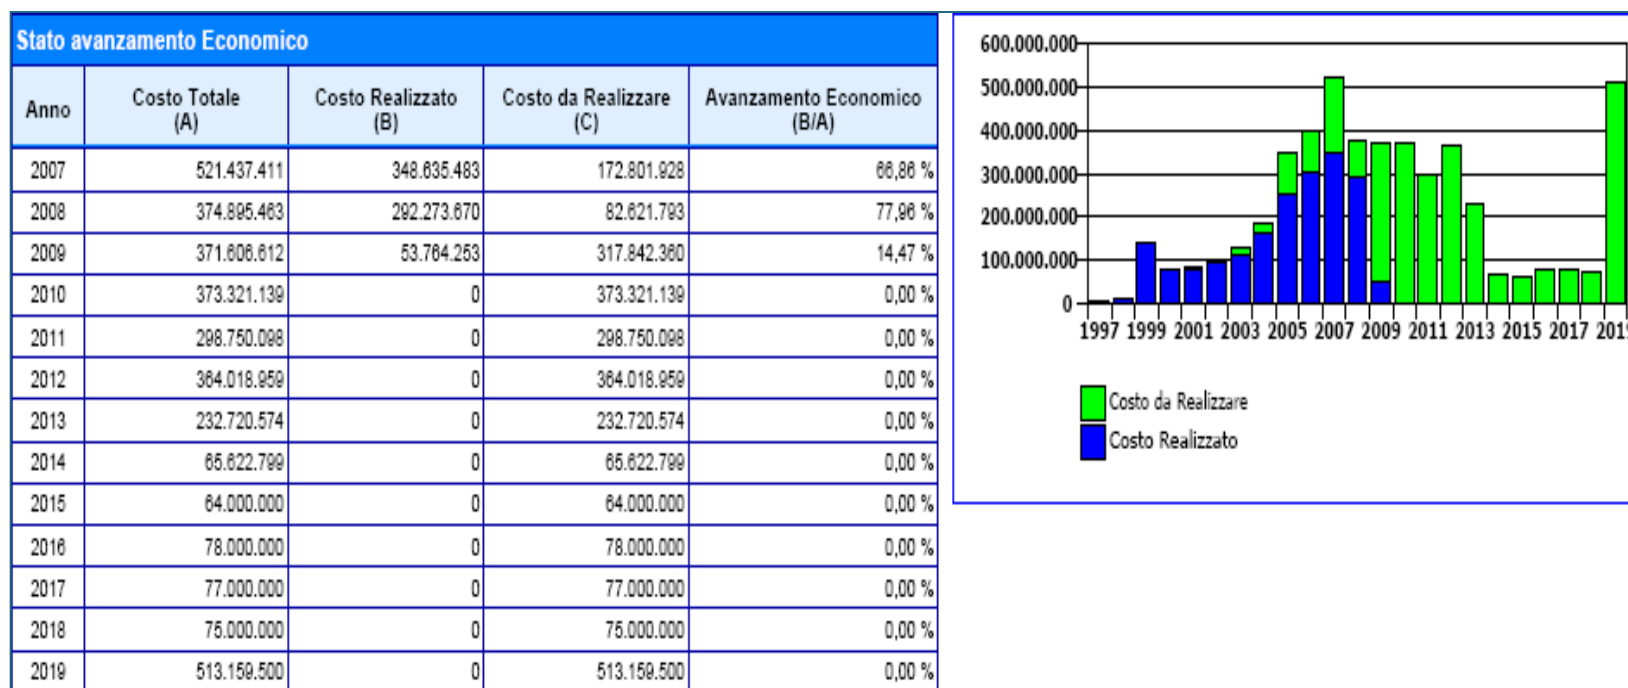 Stato avanzamento Economico
Anno Costo Totale (A) Costo Realizzato (B) Costo da Realizzare (C) Avanzamento Economico (B/A)
2007 521.437.411 348.635.483 172.801.928 66,86 %
2008 374.895.463 292.273.670 82.621.793 77,96 %
2009 371.606.612 53.764.253 317.842.360 14,47 %
2010 373.321.139 0 373.321.139 0,00 %
2011 298.750.098 0 298.750.098 0,00 %
2012 364.018.959 0 364.018.959 0,00 %
2013 232.720.574 0 232.720.574 0,00 %
2014 65.622.799 0 65.622.799 0,00 %
2015 64.000.000 0 64.000.000 0,00 %
2016 78.000.000 0 78.000.000 0,00 %
2017 77.000.000 0 77.000.000 0,00 %
2018 75.000.000 0 75.000.000 0,00 %
2019 513.159.500 0 513.159.500 0,00 %
600.000.000
500.000.000
400.000.000
300.000.000
200.000.000
100.000.000
0
1997 1999 2001 2003 2005 2007 2009 2011 2013 2015 2017 2019
Costo da Realizzare
Costo Realizzato